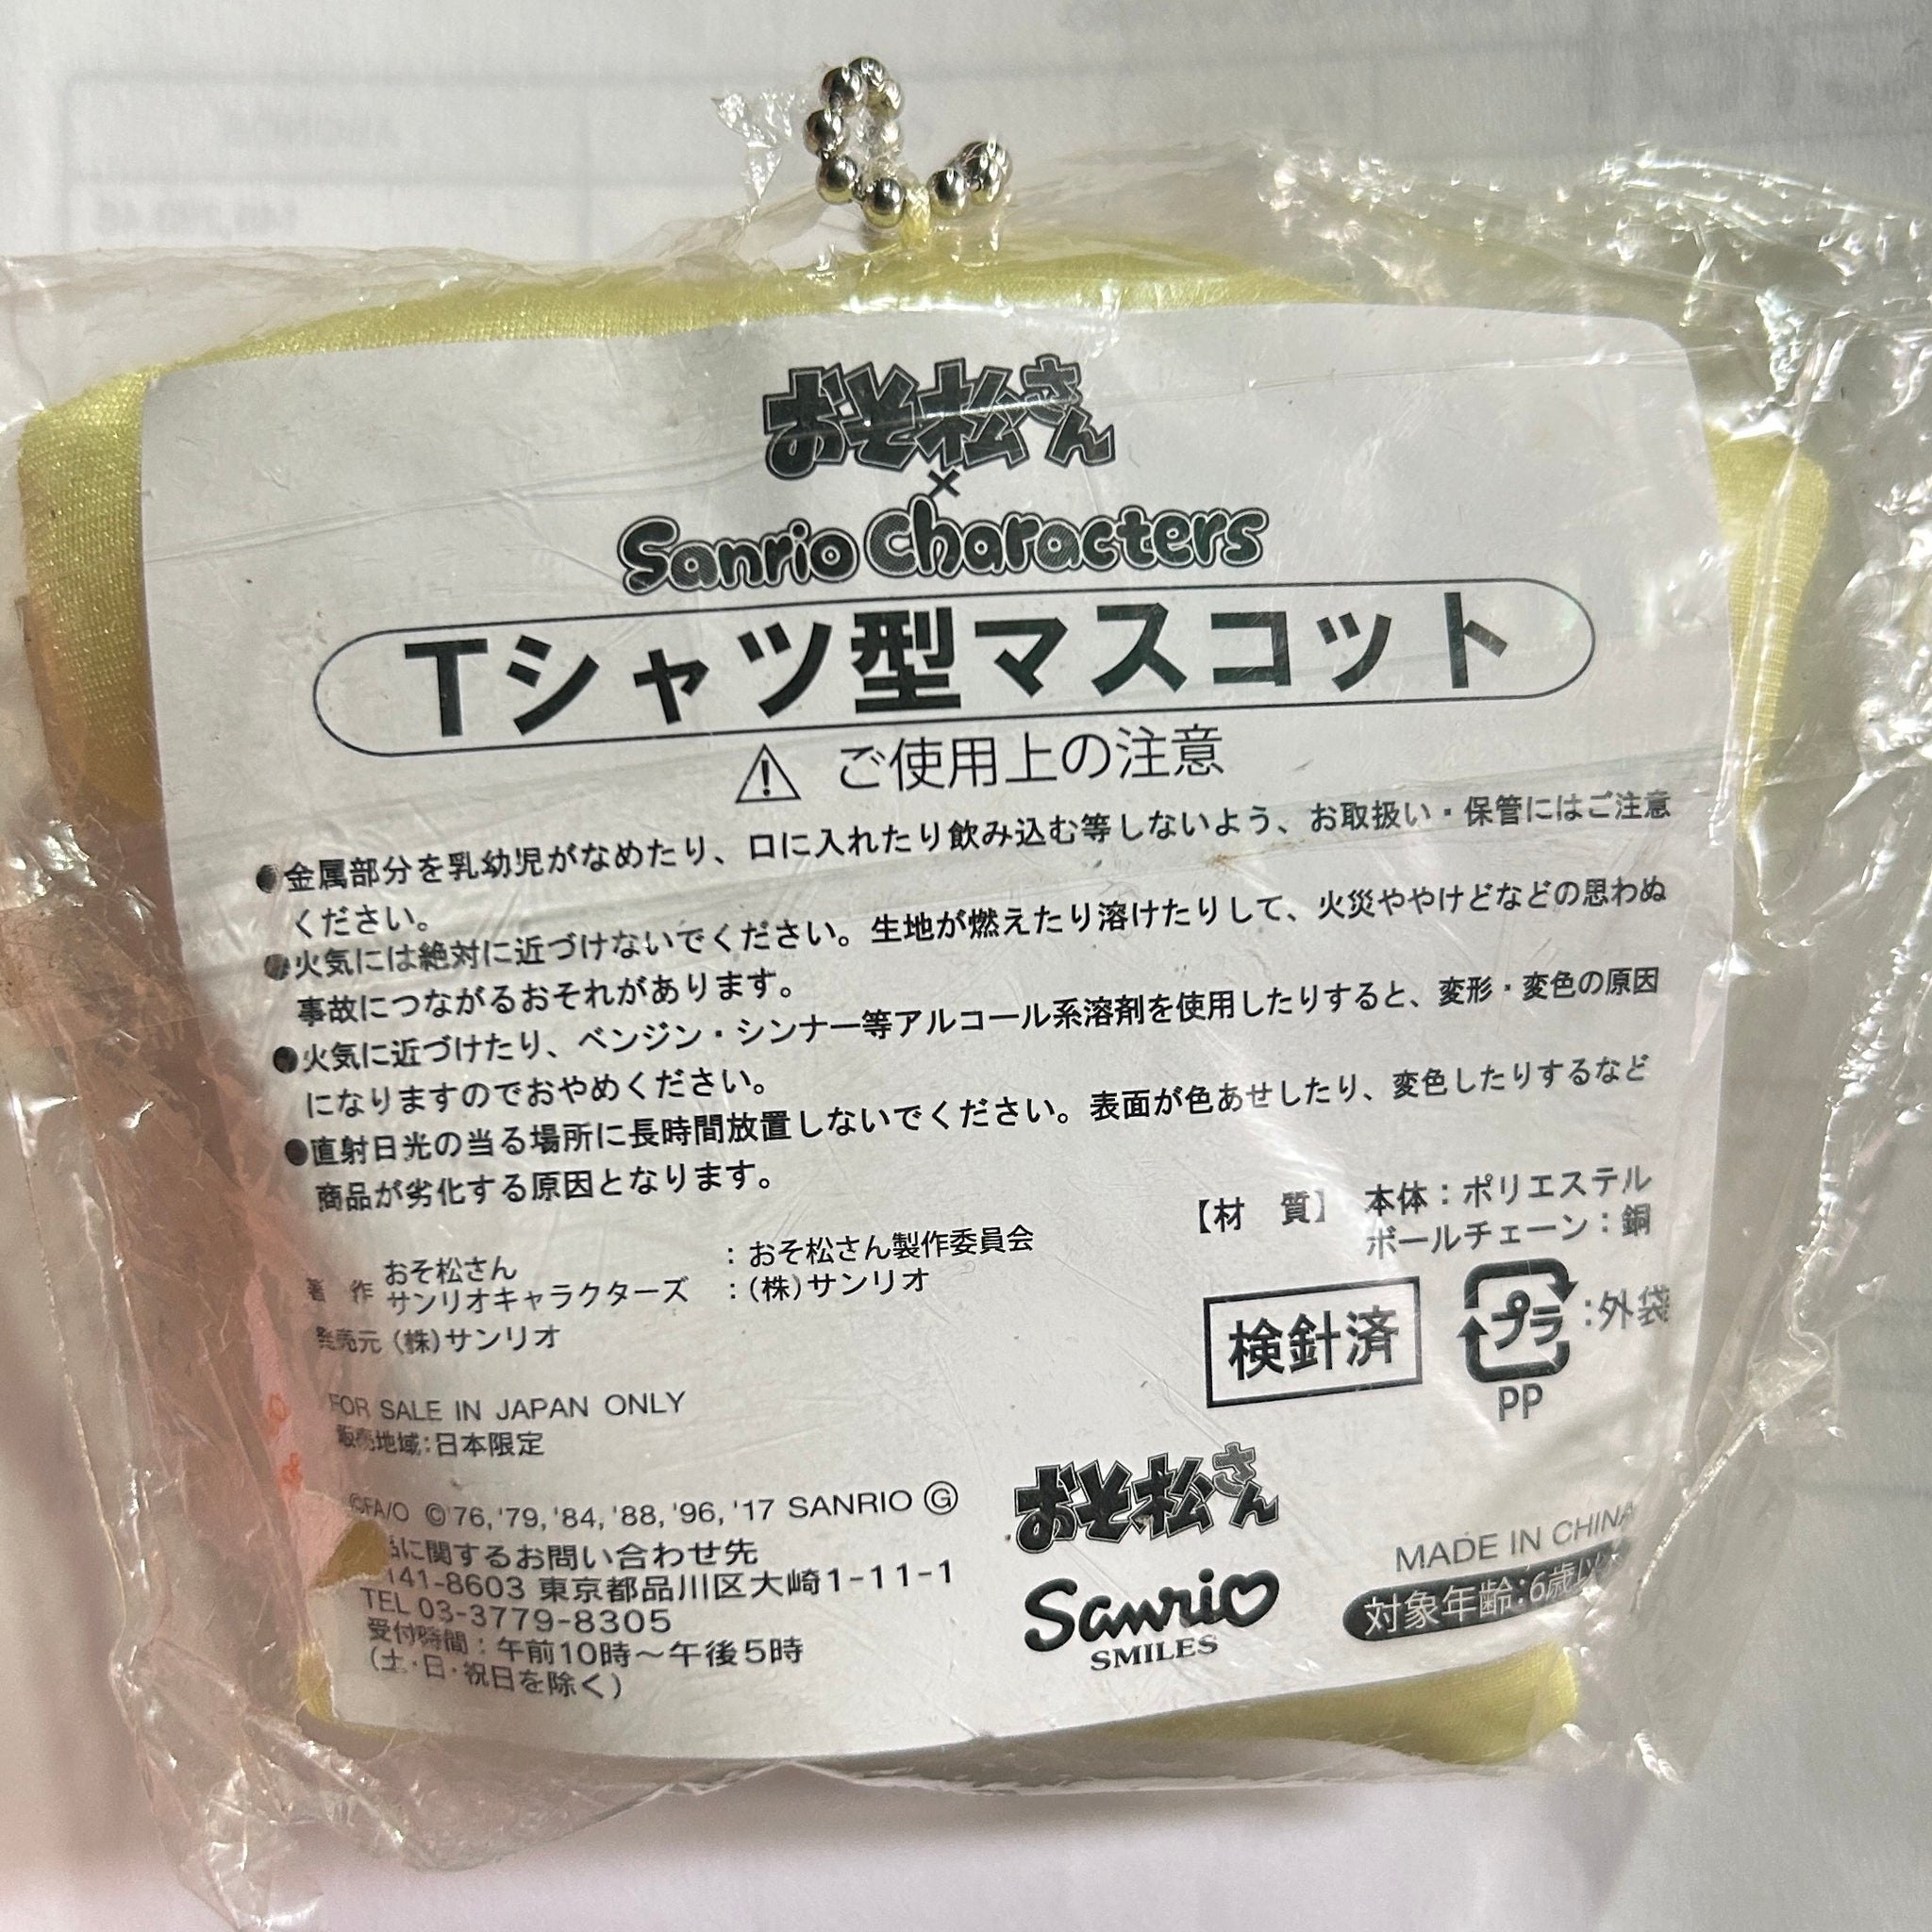 おそ松さん
×
Sanrio Characters
Tシャツ型マスコット
⚠ ご使用上の注意
●金属部分を乳幼児がなめたり、口に入れたり飲み込む等しないよう、お取扱い・保管にはご注意
ください。
●火気には絶対に近づけないでください。生地が燃えたり溶けたりして、火災ややけどなどの思わぬ
事故につながるおそれがあります。
●火気に近づけたり、ベンジン・シンナー等アルコール系溶剤を使用したりすると、変形・変色の原因
になりますのでおやめください。
●直射日光の当る場所に長時間放置しないでください。表面が色あせしたり、変色したりするなど
商品が劣化する原因となります。
【材　質】 本体：ポリエステル
ボールチェーン：銅
著　作 おそ松さん ：おそ松さん製作委員会
サンリオキャラクターズ ：(株)サンリオ
発売元 (株)サンリオ
検針済
プラ :外袋
PP
FOR SALE IN JAPAN ONLY
販売地域:日本限定
©FA/O ©'76,'79,'84,'88,'96,'17 SANRIO Ⓖ
に関するお問い合わせ先
141-8603 東京都品川区大崎1-11-1
TEL 03-3779-8305
受付時間：午前10時～午後5時
(土・日・祝日を除く)
おそ松さん
Sanrio
SMILES
MADE IN CHINA
対象年齢:6歳以